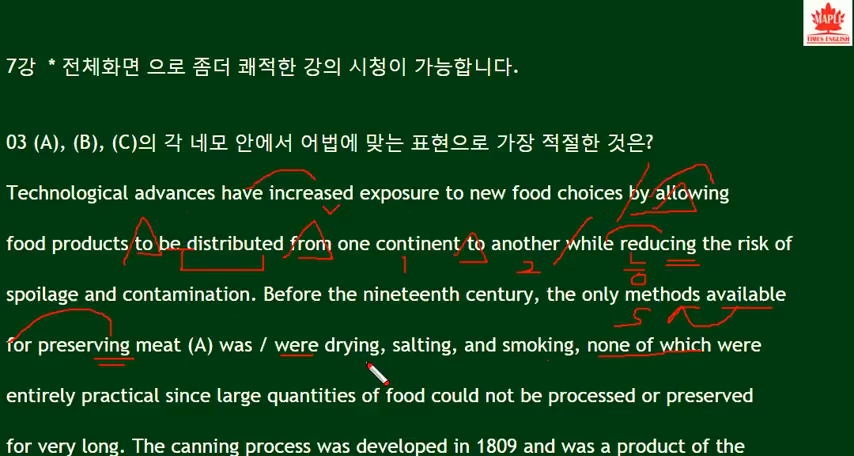 MAPLE
TIMES ENGLISH
7강 * 전체화면 으로 좀더 쾌적한 강의 시청이 가능합니다.
03 (A), (B), (C)의 각 네모 안에서 어법에 맞는 표현으로 가장 적절한 것은?
Technological advances have increased exposure to new food choices by allowing
food products to be distributed from one continent to another while reducing the risk of
1 2 0
spoilage and contamination. Before the nineteenth century, the only methods available
S
for preserving meat (A) was / were drying, salting, and smoking, none of which were
entirely practical since large quantities of food could not be processed or preserved
for very long. The canning process was developed in 1809 and was a product of the